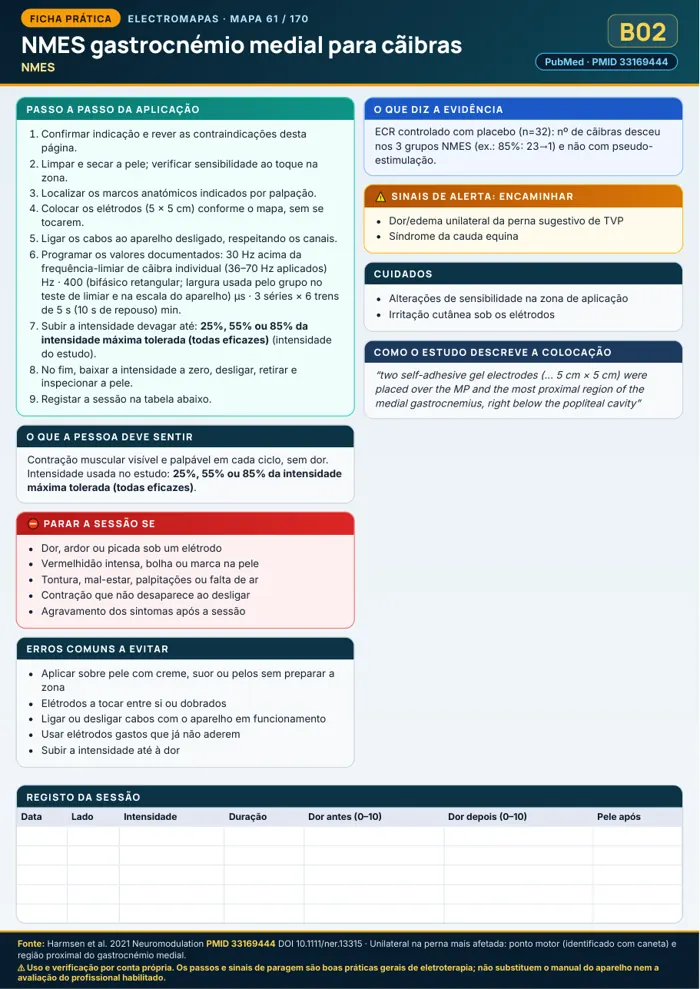 FICHA PRÁTICA ELECTROMAPAS · MAPA 61 / 170
NMES gastrocnémio medial para cãibras
NMES
B02
PubMed · PMID 33169444
PASSO A PASSO DA APLICAÇÃO
1. Confirmar indicação e rever as contraindicações desta
página.
2. Limpar e secar a pele; verificar sensibilidade ao toque na
zona.
3. Localizar os marcos anatómicos indicados por palpação.
4. Colocar os elétrodos (5 × 5 cm) conforme o mapa, sem se
tocarem.
5. Ligar os cabos ao aparelho desligado, respeitando os canais.
6. Programar os valores documentados: 30 Hz acima da
frequência-limiar de cãibra individual (36–70 Hz aplicados)
Hz · 400 (bifásico retangular; largura usada pelo grupo no
teste de limiar e na escala do aparelho) µs · 3 séries × 6 trens
de 5 s (10 s de repouso) min.
7. Subir a intensidade devagar até: 25%, 55% ou 85% da
intensidade máxima tolerada (todas eficazes) (intensidade
do estudo).
8. No fim, baixar a intensidade a zero, desligar, retirar e
inspecionar a pele.
9. Registar a sessão na tabela abaixo.
O QUE A PESSOA DEVE SENTIR
Contração muscular visível e palpável em cada ciclo, sem dor.
Intensidade usada no estudo: 25%, 55% ou 85% da intensidade
máxima tolerada (todas eficazes).
⛔ PARAR A SESSÃO SE
• Dor, ardor ou picada sob um elétrodo
• Vermelhidão intensa, bolha ou marca na pele
• Tontura, mal-estar, palpitações ou falta de ar
• Contração que não desaparece ao desligar
• Agravamento dos sintomas após a sessão
ERROS COMUNS A EVITAR
• Aplicar sobre pele com creme, suor ou pelos sem preparar a
zona
• Elétrodos a tocar entre si ou dobrados
• Ligar ou desligar cabos com o aparelho em funcionamento
• Usar elétrodos gastos que já não aderem
• Subir a intensidade até à dor
O QUE DIZ A EVIDÊNCIA
ECR controlado com placebo (n=32): nº de cãibras desceu
nos 3 grupos NMES (ex.: 85%: 23→1) e não com pseudo-
estimulação.
⚠ SINAIS DE ALERTA: ENCAMINHAR
• Dor/edema unilateral da perna sugestivo de TVP
• Síndrome da cauda equina
CUIDADOS
• Alterações de sensibilidade na zona de aplicação
• Irritação cutânea sob os elétrodos
COMO O ESTUDO DESCREVE A COLOCAÇÃO
“two self-adhesive gel electrodes (... 5 cm × 5 cm) were
placed over the MP and the most proximal region of the
medial gastrocnemius, right below the popliteal cavity”
REGISTO DA SESSÃO
Data Lado Intensidade Duração Dor antes (0–10) Dor depois (0–10) Pele após
Fonte: Harmsen et al. 2021 Neuromodulation PMID 33169444 DOI 10.1111/ner.13315 · Unilateral na perna mais afetada: ponto motor (identificado com caneta) e
região proximal do gastrocnémio medial.
⚠ Uso e verificação por conta própria. Os passos e sinais de paragem são boas práticas gerais de eletroterapia; não substituem o manual do aparelho nem a
avaliação do profissional habilitado.